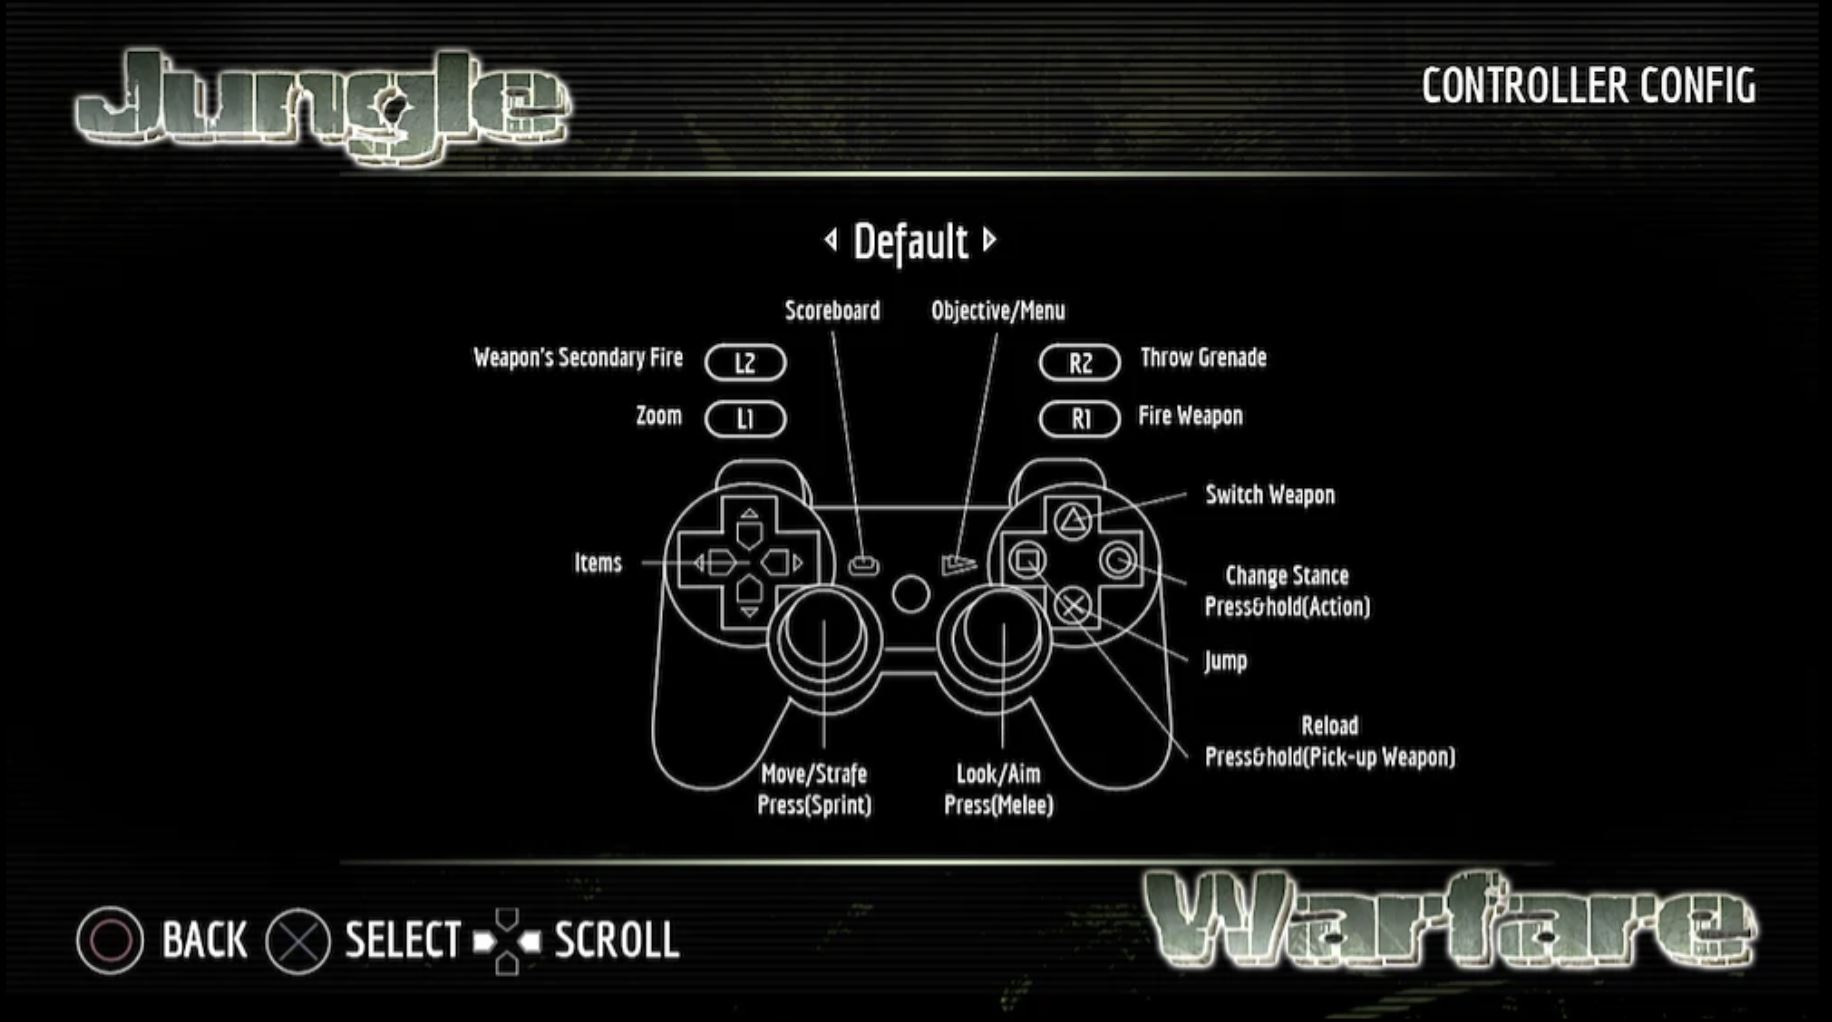 Jungle
CONTROLLER CONFIG
Default
Scoreboard
Objective/Menu
Weapon's Secondary Fire
L2
R2
Throw Grenade
Zoom
L1
R1
Fire Weapon
Switch Weapon
Items
Change Stance
Press&hold(Action)
Jump
Reload
Press&hold(Pick-up Weapon)
Move/Strafe
Press(Sprint)
Look/Aim
Press(Melee)
Warfare
BACK
SELECT
SCROLL